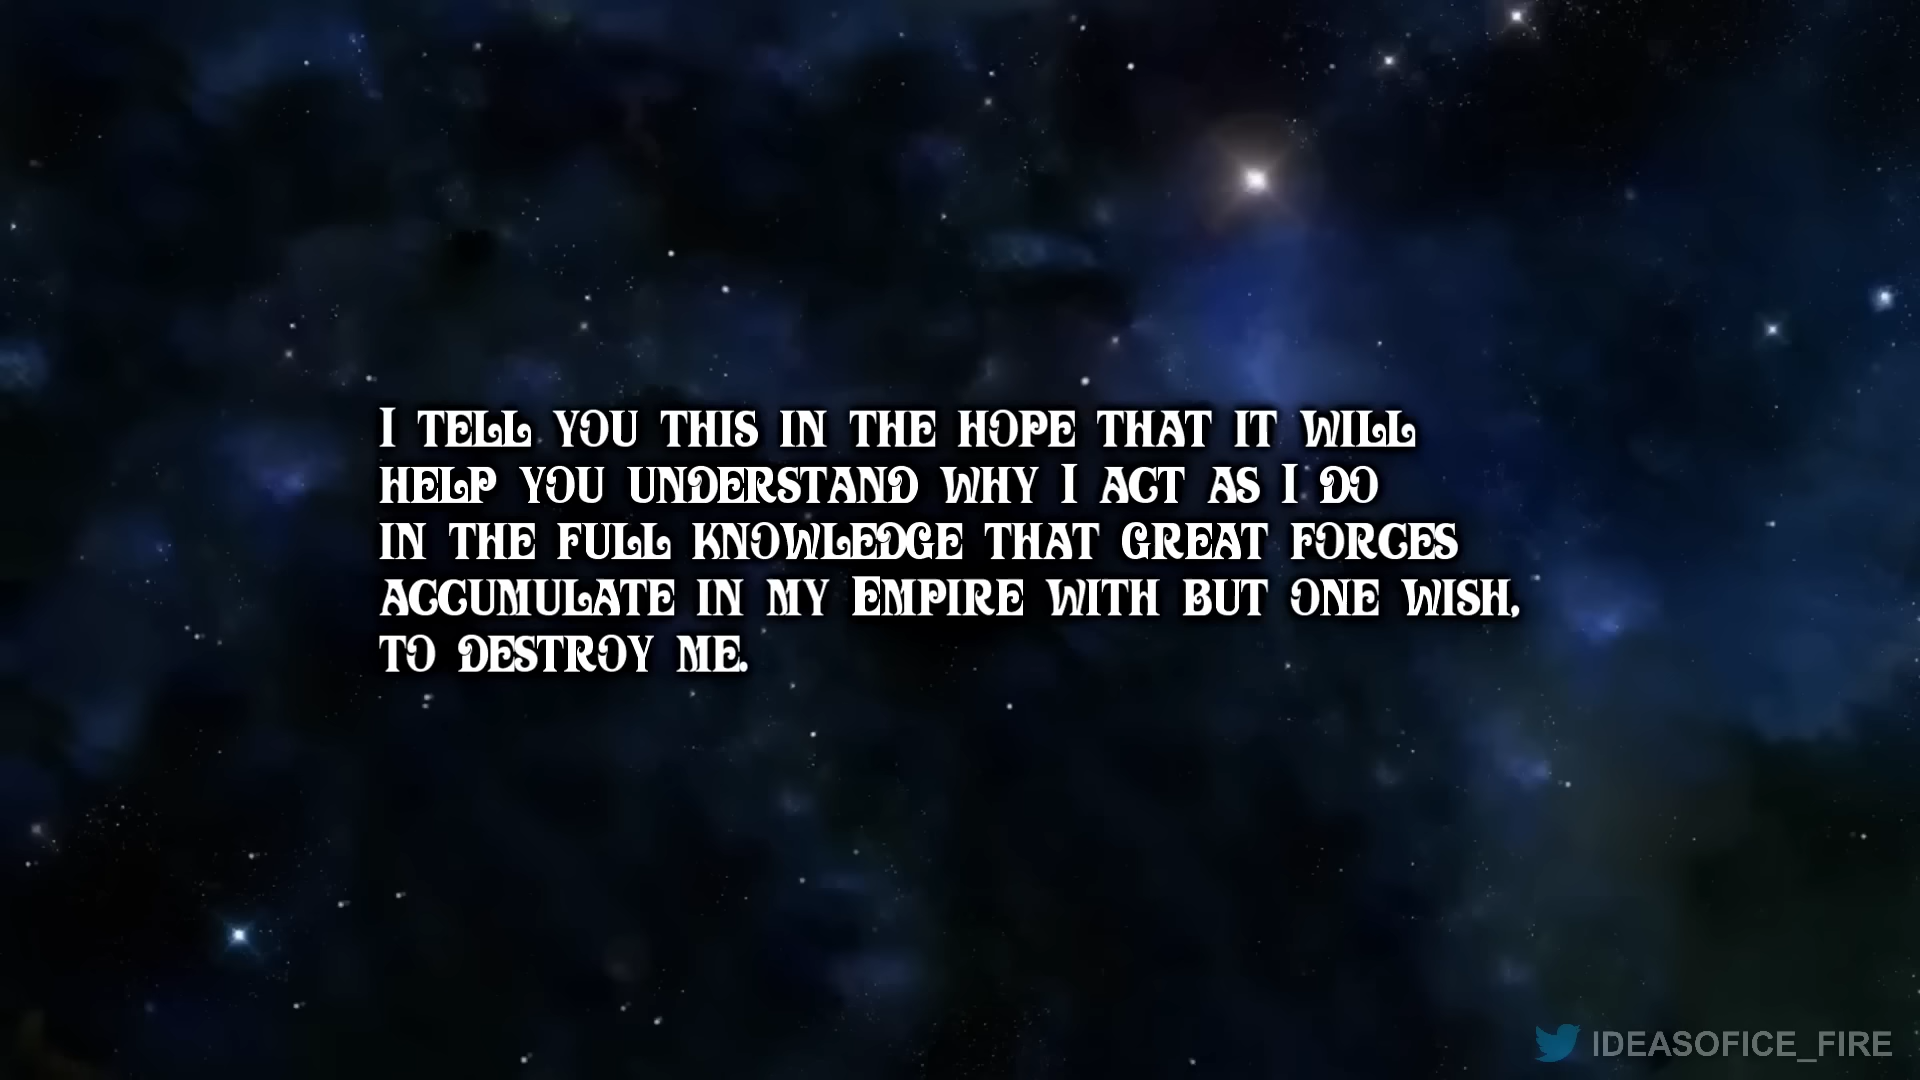 I tell you this in the hope that it will
help you understand why I act as I do
in the full knowledge that great forces
accumulate in my Empire with but one wish,
to destroy me.
IDEASOFICE_FIRE